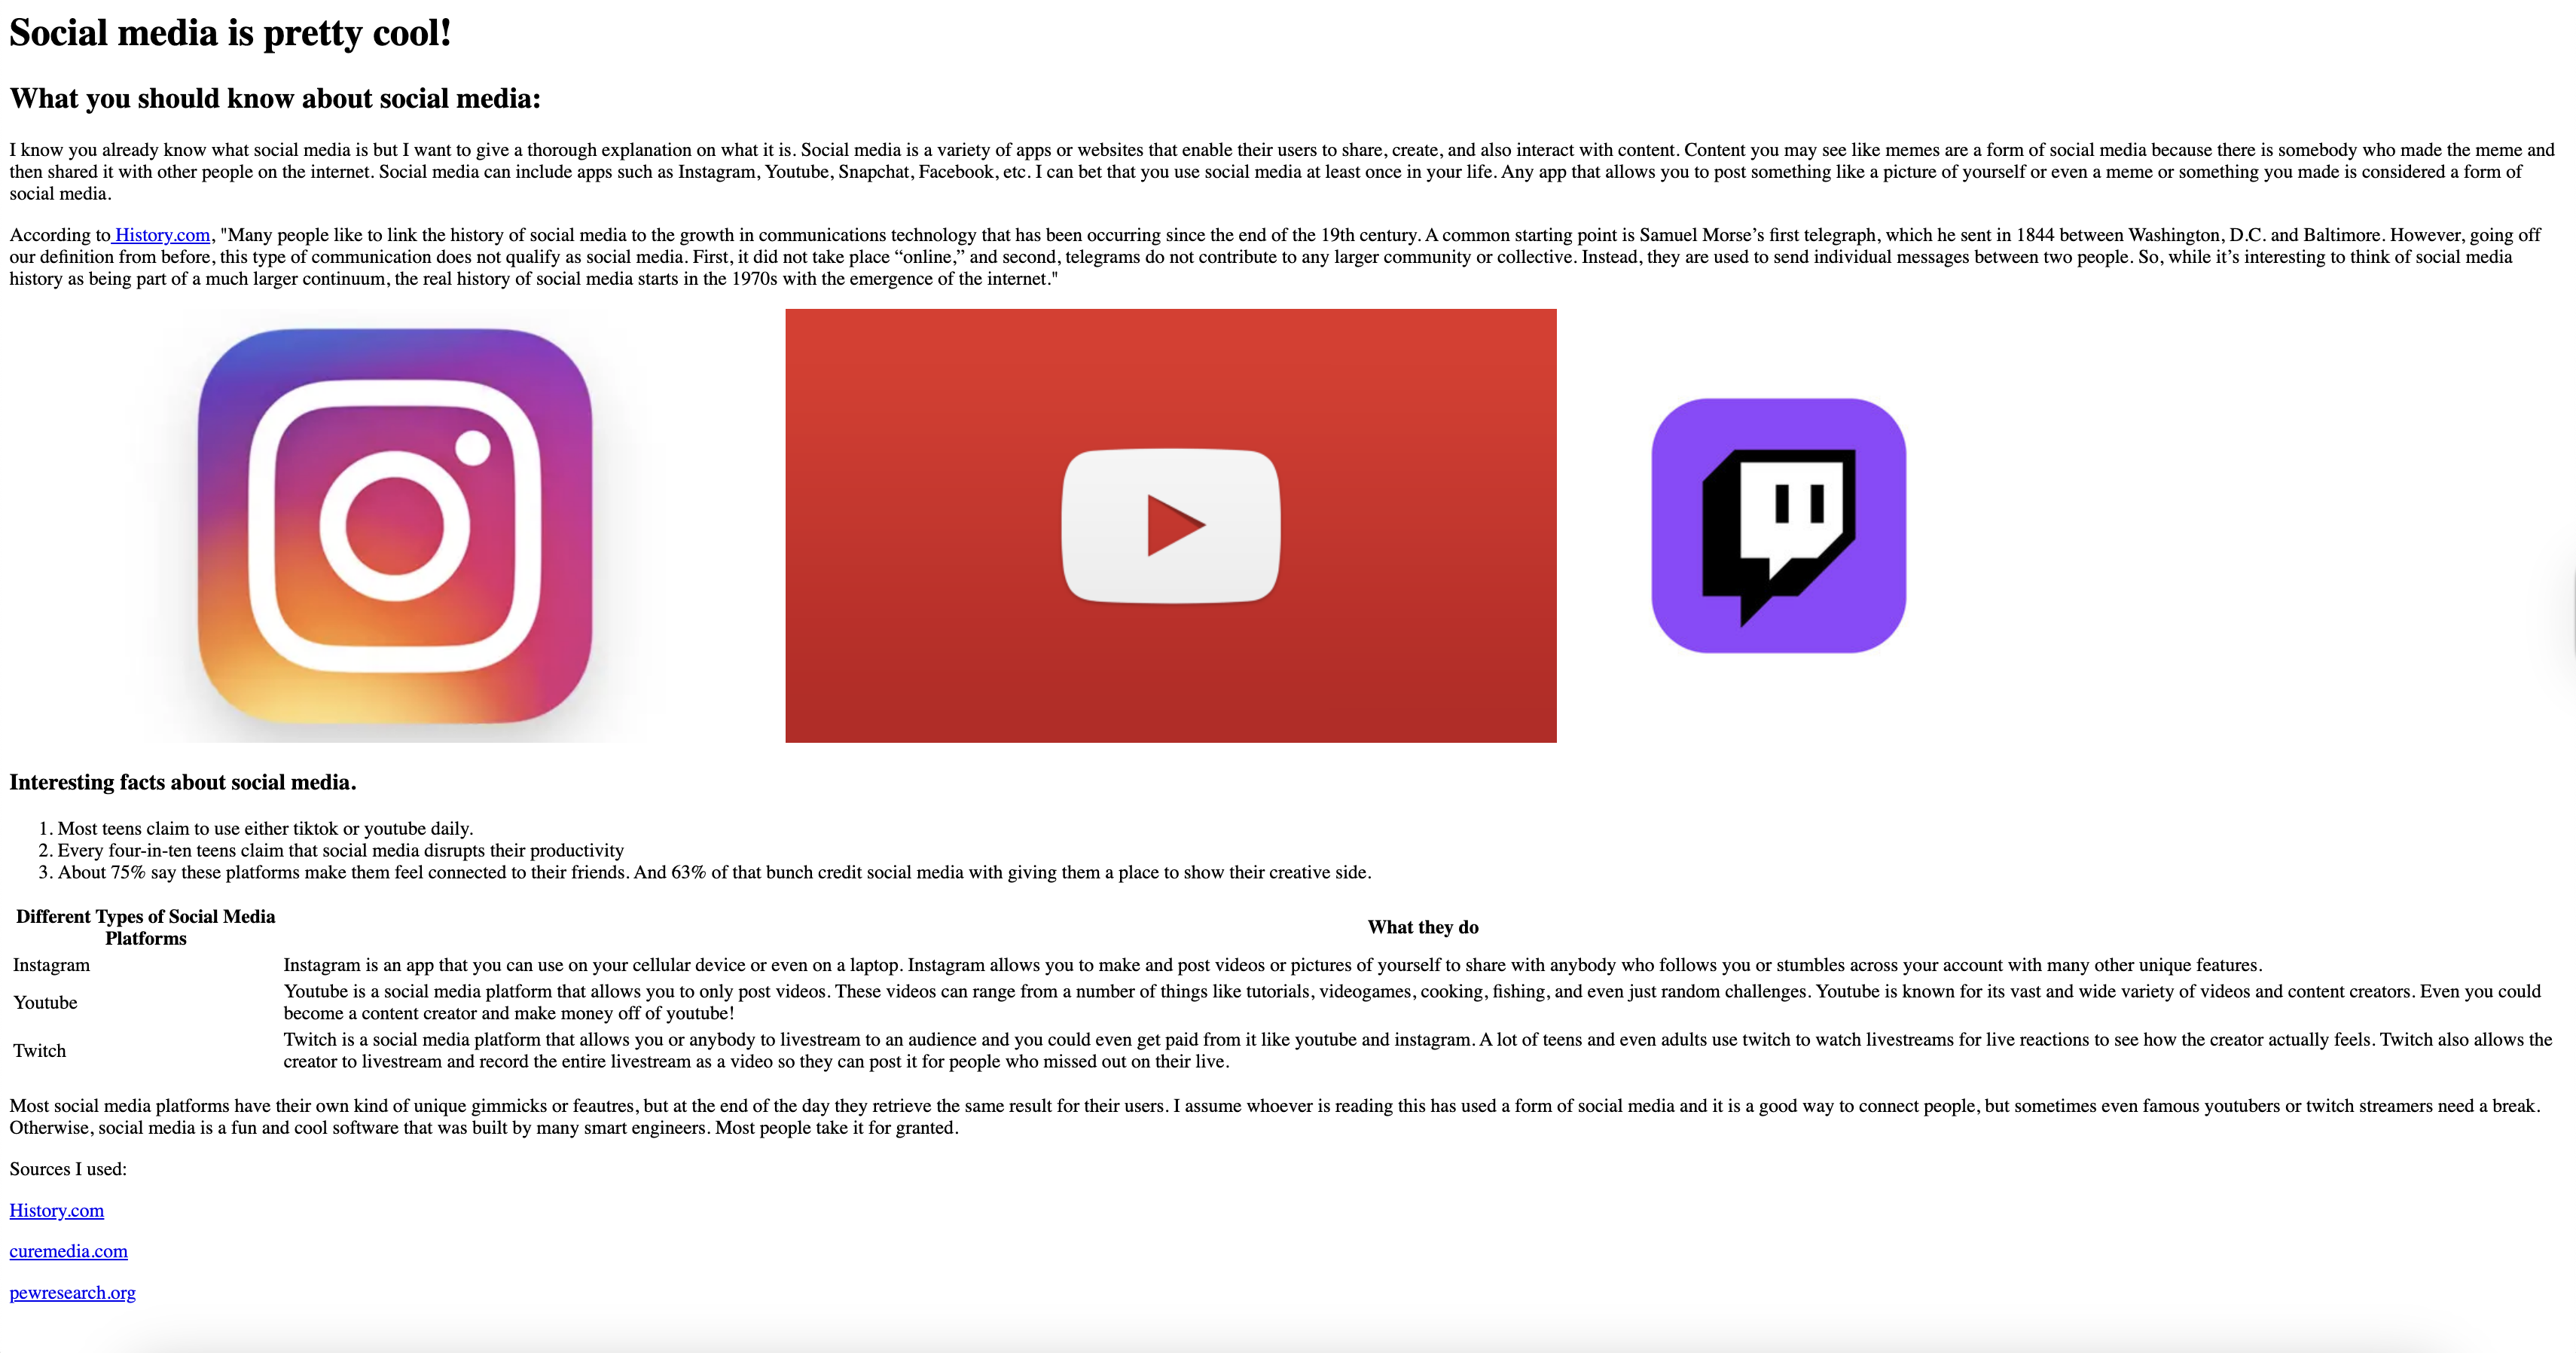 Social media is pretty cool!
What you should know about social media:
I know you already know what social media is but I want to give a thorough explanation on what it is. Social media is a variety of apps or websites that enable their users to share, create, and also interact with content. Content you may see like memes are a form of social media because there is somebody who made the meme and
then shared it with other people on the internet. Social media can include apps such as Instagram, Youtube, Snapchat, Facebook, etc. I can bet that you use social media at least once in your life. Any app that allows you to post something like a picture of yourself or even a meme or something you made is considered a form of
social media.
According to History.com, "Many people like to link the history of social media to the growth in communications technology that has been occurring since the end of the 19th century. A common starting point is Samuel Morse’s first telegraph, which he sent in 1844 between Washington, D.C. and Baltimore. However, going off
our definition from before, this type of communication does not qualify as social media. First, it did not take place “online,” and second, telegrams do not contribute to any larger community or collective. Instead, they are used to send individual messages between two people. So, while it’s interesting to think of social media
history as being part of a much larger continuum, the real history of social media starts in the 1970s with the emergence of the internet."
Interesting facts about social media.
1. Most teens claim to use either tiktok or youtube daily.
2. Every four-in-ten teens claim that social media disrupts their productivity
3. About 75% say these platforms make them feel connected to their friends. And 63% of that bunch credit social media with giving them a place to show their creative side.
Different Types of Social Media
Platforms
What they do
Instagram
Instagram is an app that you can use on your cellular device or even on a laptop. Instagram allows you to make and post videos or pictures of yourself to share with anybody who follows you or stumbles across your account with many other unique features.
Youtube
Youtube is a social media platform that allows you to only post videos. These videos can range from a number of things like tutorials, videogames, cooking, fishing, and even just random challenges. Youtube is known for its vast and wide variety of videos and content creators. Even you could
become a content creator and make money off of youtube!
Twitch
Twitch is a social media platform that allows you or anybody to livestream to an audience and you could even get paid from it like youtube and instagram. A lot of teens and even adults use twitch to watch livestreams for live reactions to see how the creator actually feels. Twitch also allows the
creator to livestream and record the entire livestream as a video so they can post it for people who missed out on their live.
Most social media platforms have their own kind of unique gimmicks or feautres, but at the end of the day they retrieve the same result for their users. I assume whoever is reading this has used a form of social media and it is a good way to connect people, but sometimes even famous youtubers or twitch streamers need a break.
Otherwise, social media is a fun and cool software that was built by many smart engineers. Most people take it for granted.
Sources I used:
History.com
curemedia.com
pewresearch.org